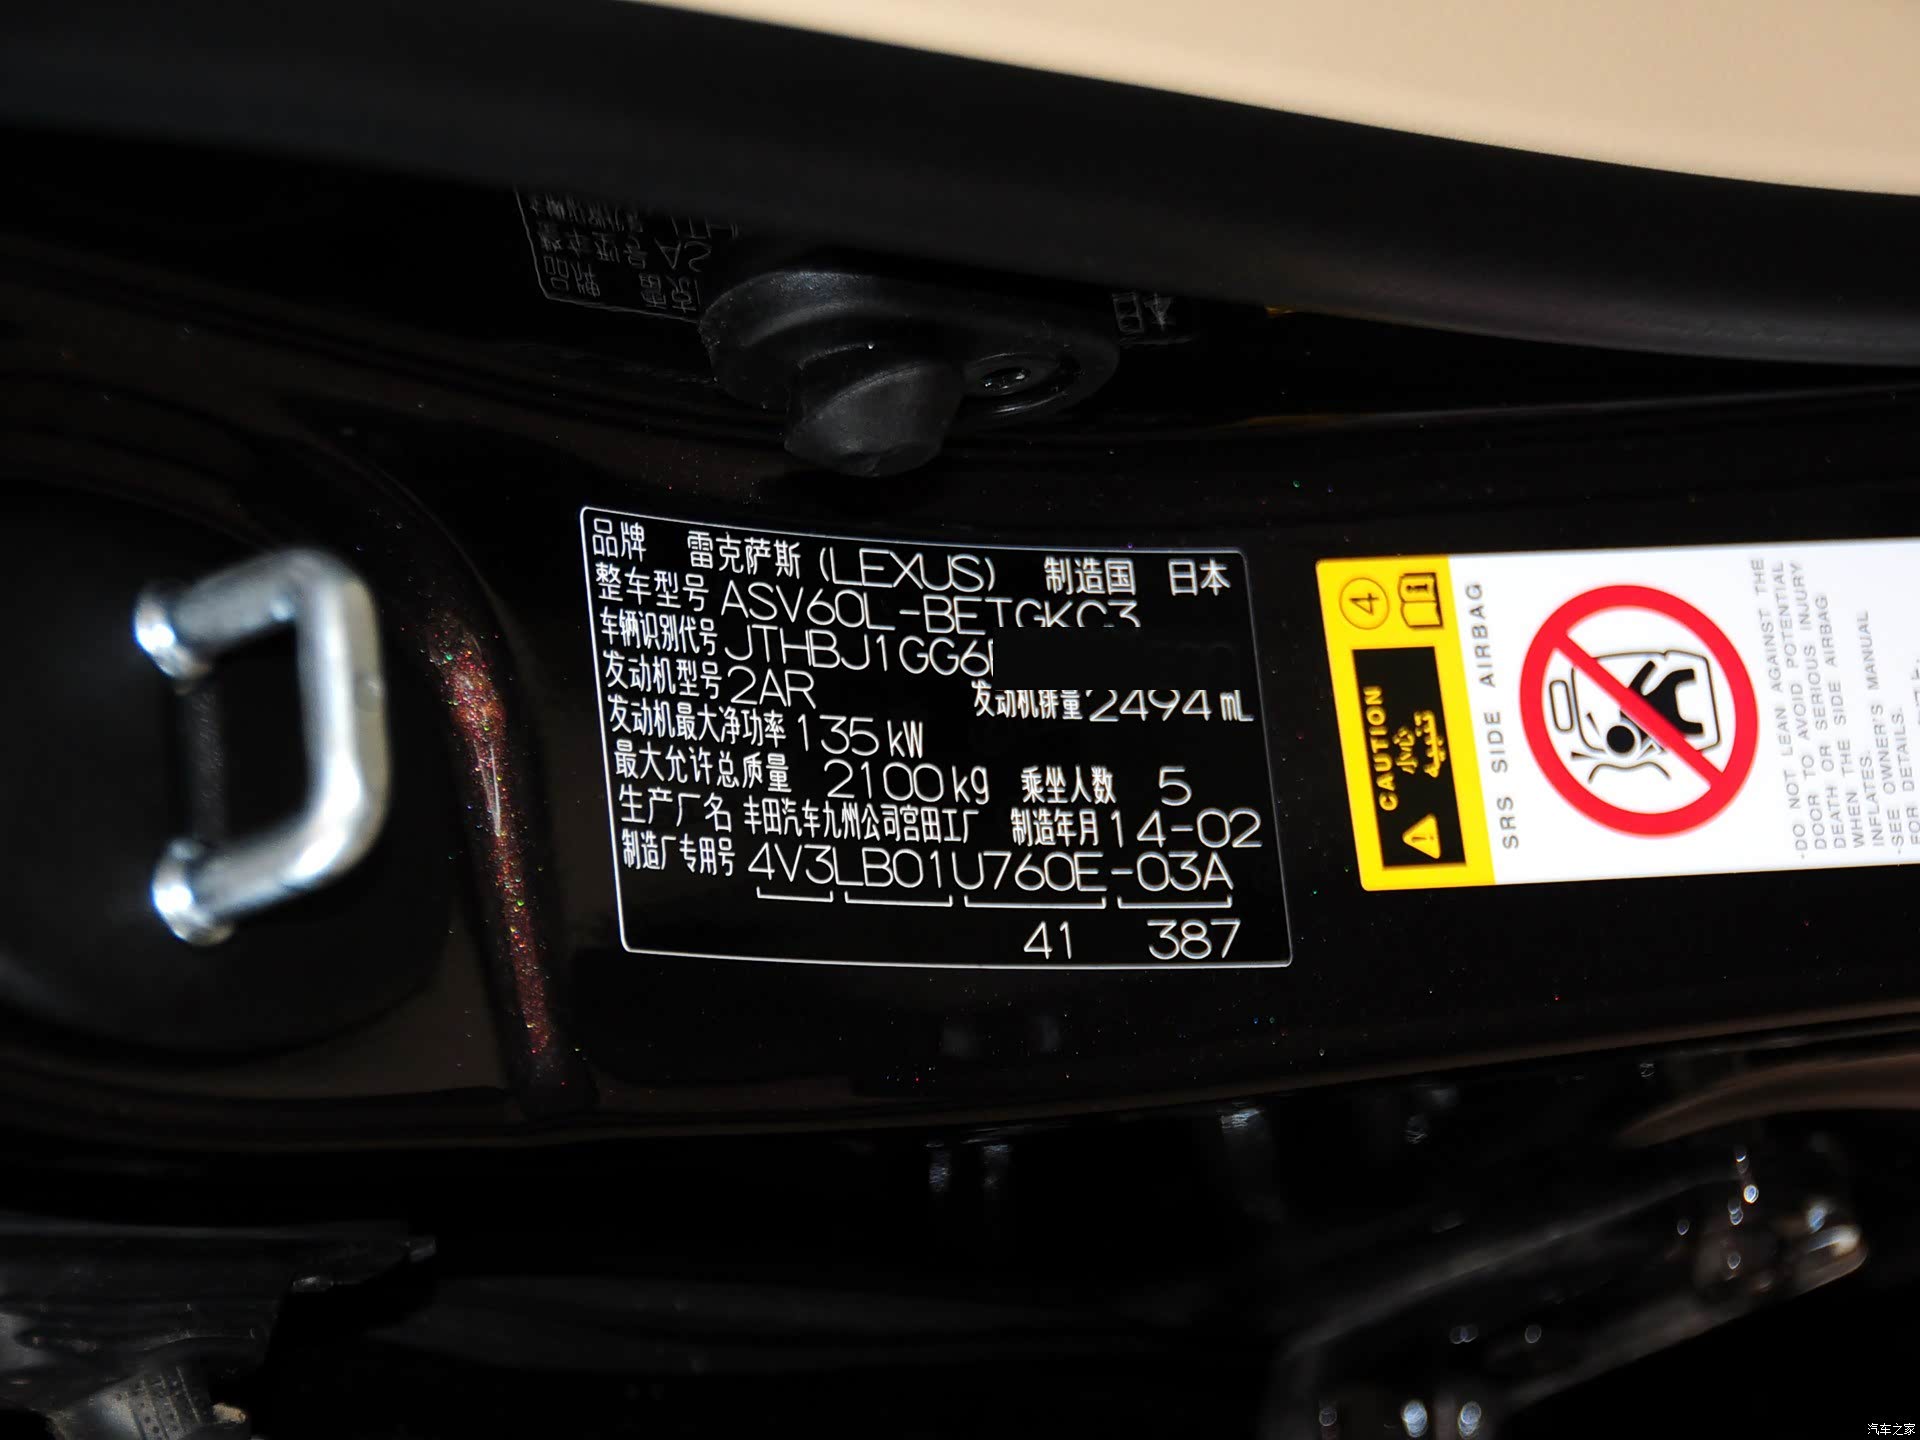 品牌 雷克萨斯 (LEXUS) 制造国 日本
整车型号 ASV60L-BETGKC3
车辆识别代号 JTHBJ1GG6
发动机型号 2AR 发动机排量 2494 mL
发动机最大净功率 135 kW
最大允许总质量 2100 kg 乘坐人数 5
生产厂名 丰田汽车九州公司宫田工厂 制造年月 14-02
制造厂专用号 4V3LB01U760E-03A
41 387
4
CAUTION
小心
تنبيه
SRS SIDE AIRBAG
·DO NOT LEAN AGAINST THE
DOOR TO AVOID POTENTIAL
DEATH OR SERIOUS INJURY
WHEN THE SIDE AIRBAG
INFLATES.
·SEE OWNER'S MANUAL
FOR DETAILS.
汽车之家